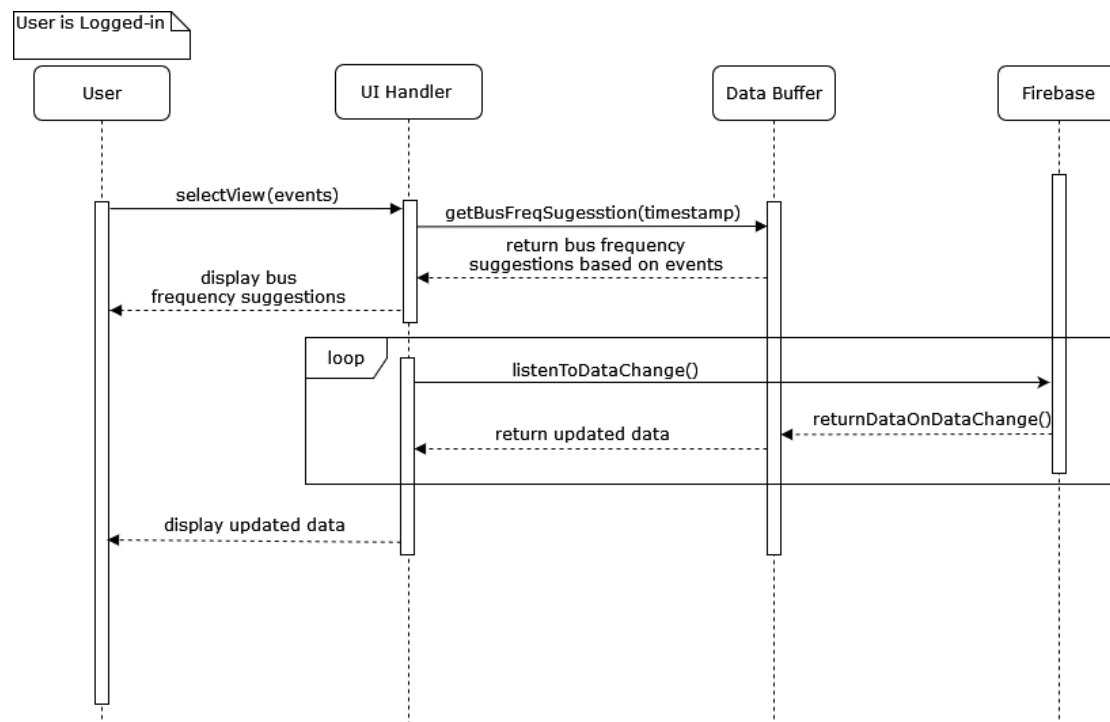 User is Logged-in
User
UI Handler
Data Buffer
Firebase
selectView(events)
getBusFreqSugesstion(timestamp)
return bus frequency
suggestions based on events
display bus
frequency suggestions
loop
listenToDataChange()
returnDataOnDataChange()
return updated data
display updated data